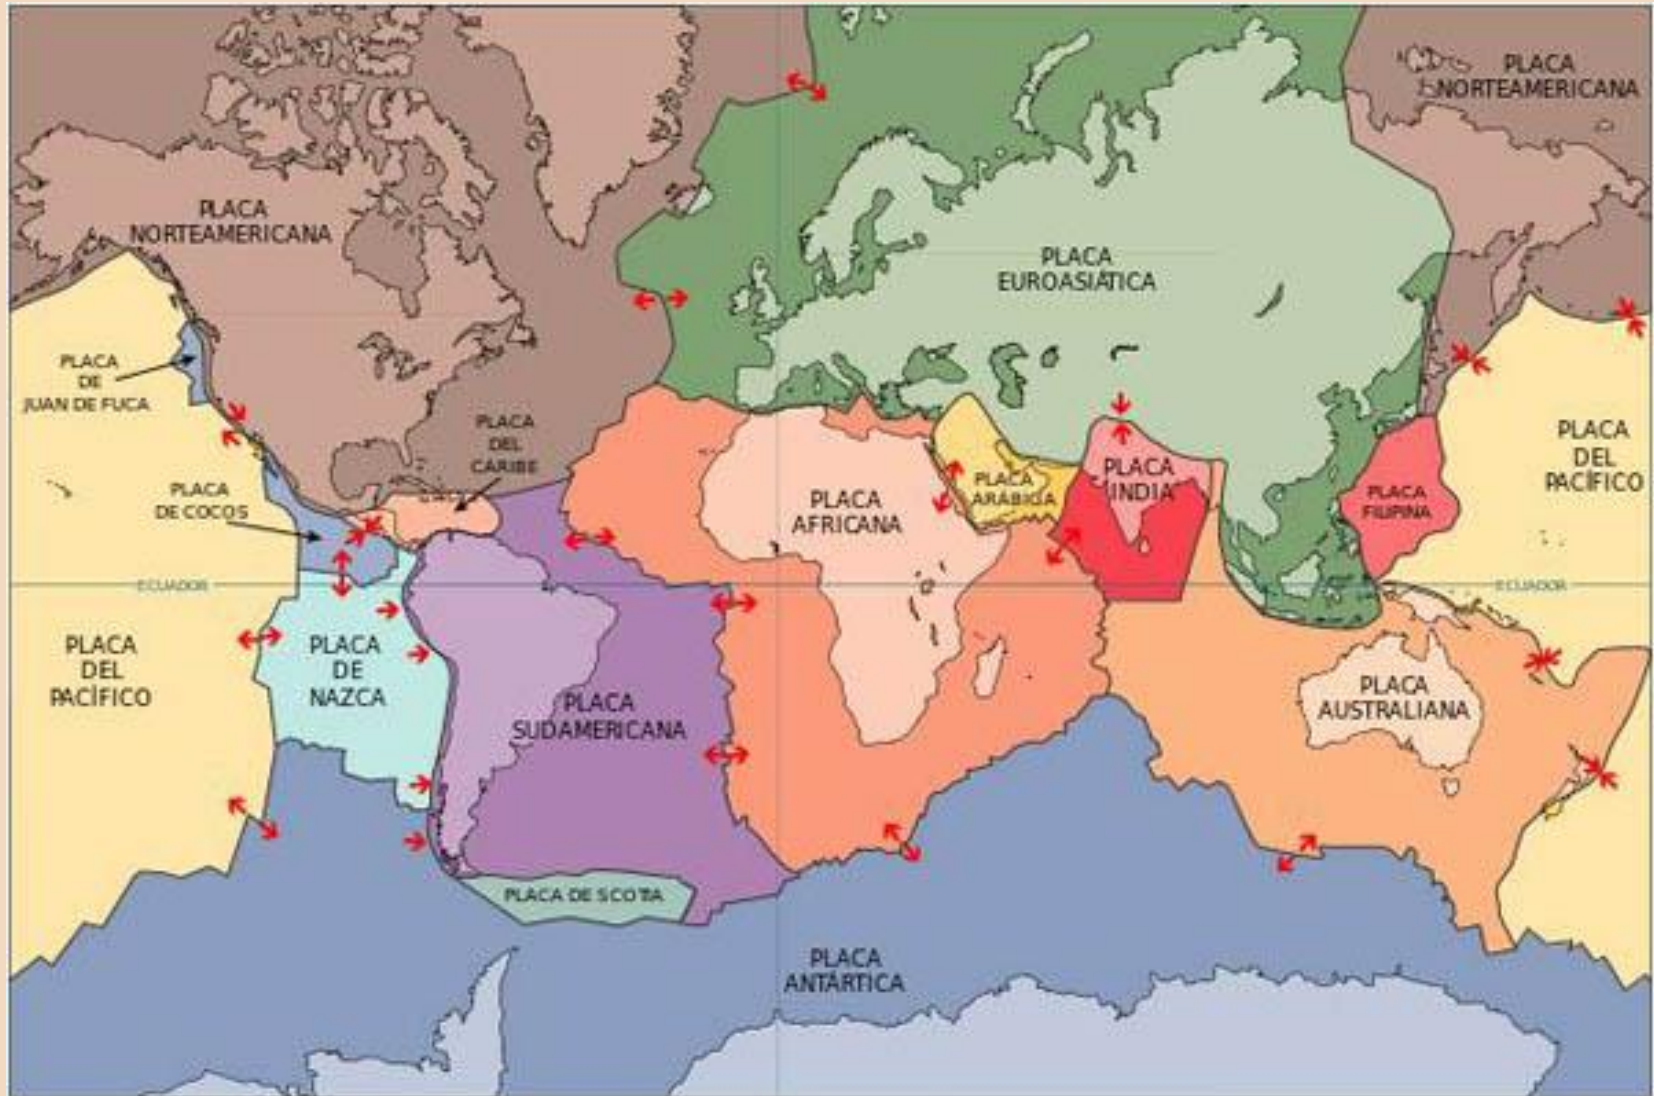 PLACA
NORTEAMERICANA
PLACA
NORTEAMERICANA
PLACA
EUROASIÁTICA
PLACA
DE
JUAN DE FUCA
PLACA
DEL
CARIBE
PLACA
DE COCOS
PLACA
AFRICANA
PLACA
ARÁBIGA
PLACA
INDIA
PLACA
FILIPINA
PLACA
DEL
PACÍFICO
ECUADOR
ECUADOR
PLACA
DEL
PACÍFICO
PLACA
DE
NAZCA
PLACA
SUDAMERICANA
PLACA
AUSTRALIANA
PLACA DE SCOTIA
PLACA
ANTÁRTICA